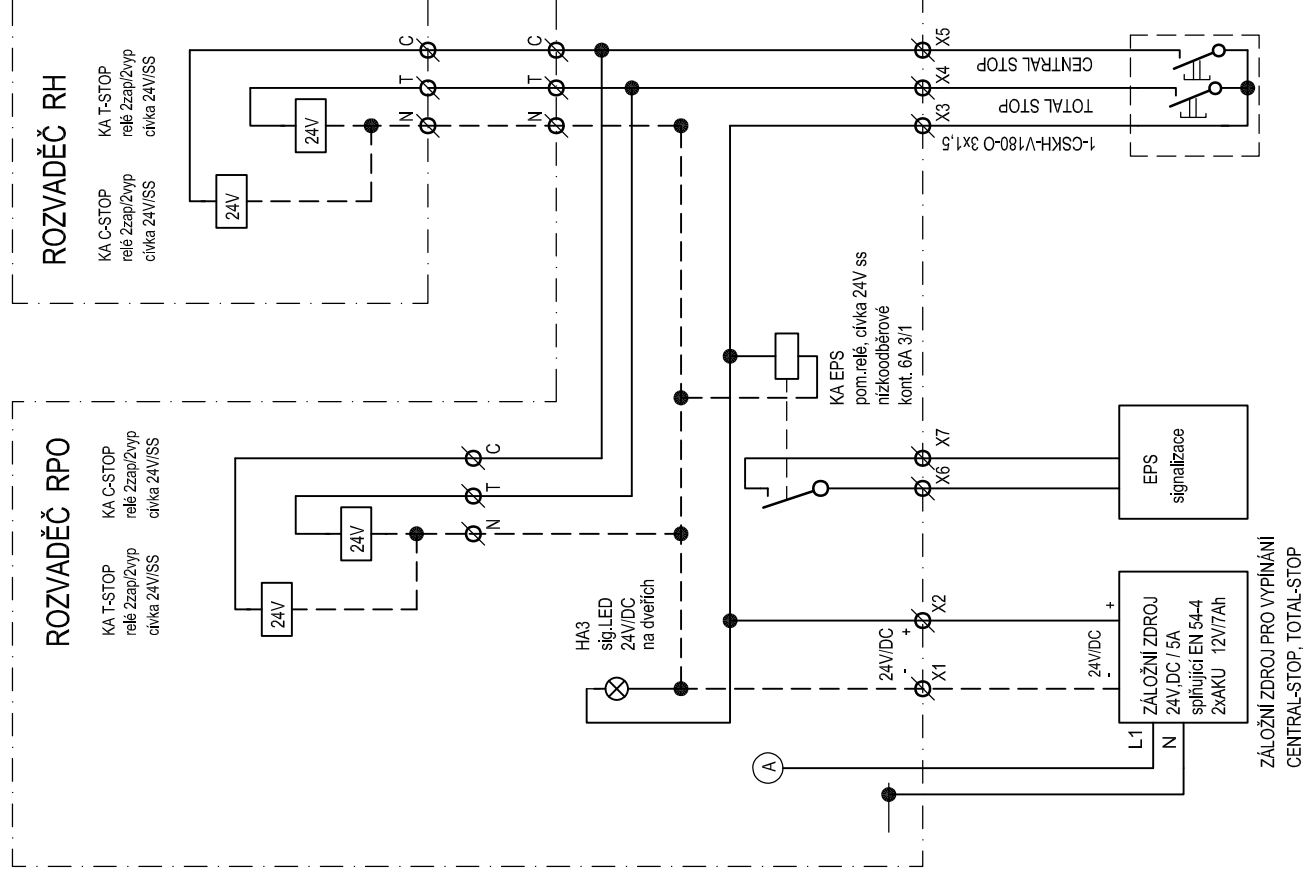 ROZVADĚČ RH
KA C-STOP
relé 2zap/2vyp
cívka 24V/SS
KA T-STOP
relé 2zap/2vyp
cívka 24V/SS
24V
24V
C
T
N
C
T
N
X5
X4
X3
CENTRAL STOP
TOTAL STOP
1-CSKH-V180-O 3x1,5
ROZVADĚČ RPO
KA T-STOP
relé 2zap/2vyp
cívka 24V/SS
KA C-STOP
relé 2zap/2vyp
cívka 24V/SS
24V
24V
C
T
N
KA EPS
pom.relé, cívka 24V ss
nízkoodběrové
kont. 6A 3/1
HA3
sig.LED
24V/DC
na dveřích
X7
X6
EPS
signalizace
24V/DC
- +
X1
X2
24V/DC
- +
ZÁLOŽNÍ ZDROJ
24V,DC / 5A
splňující EN 54-4
2xAKU 12V/7Ah
L1
N
A
ZÁLOŽNÍ ZDROJ PRO VYPÍNÁNÍ
CENTRAL-STOP, TOTAL-STOP